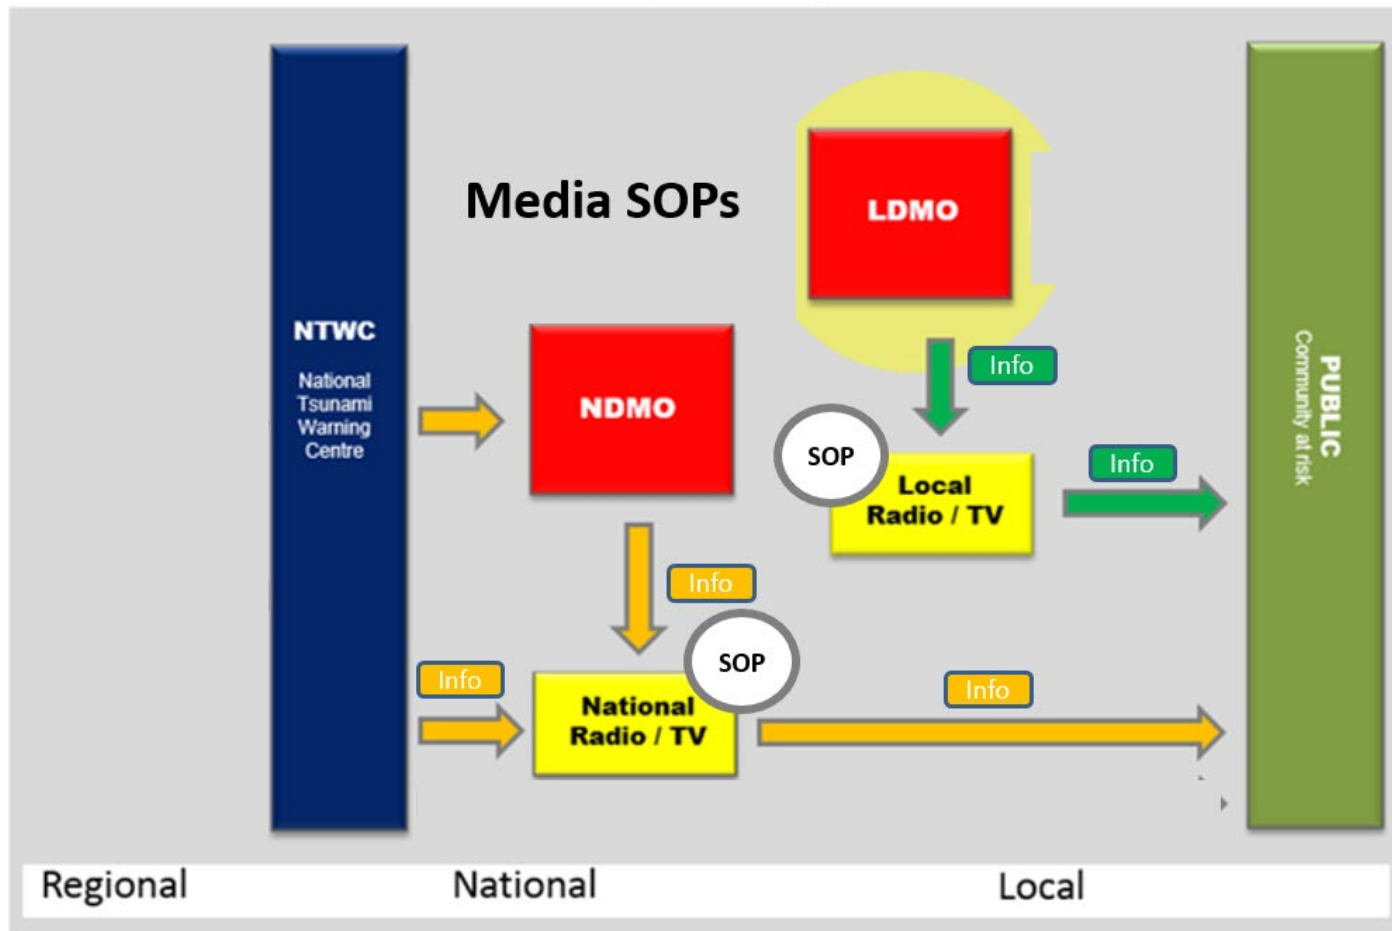 Media SOPs
LDMO
NTWC
National
Tsunami
Warning
Centre
NDMO
Info
SOP
Local
Radio / TV
Info
PUBLIC
Community at risk
Info
SOP
Info
National
Radio / TV
Info
Regional
National
Local